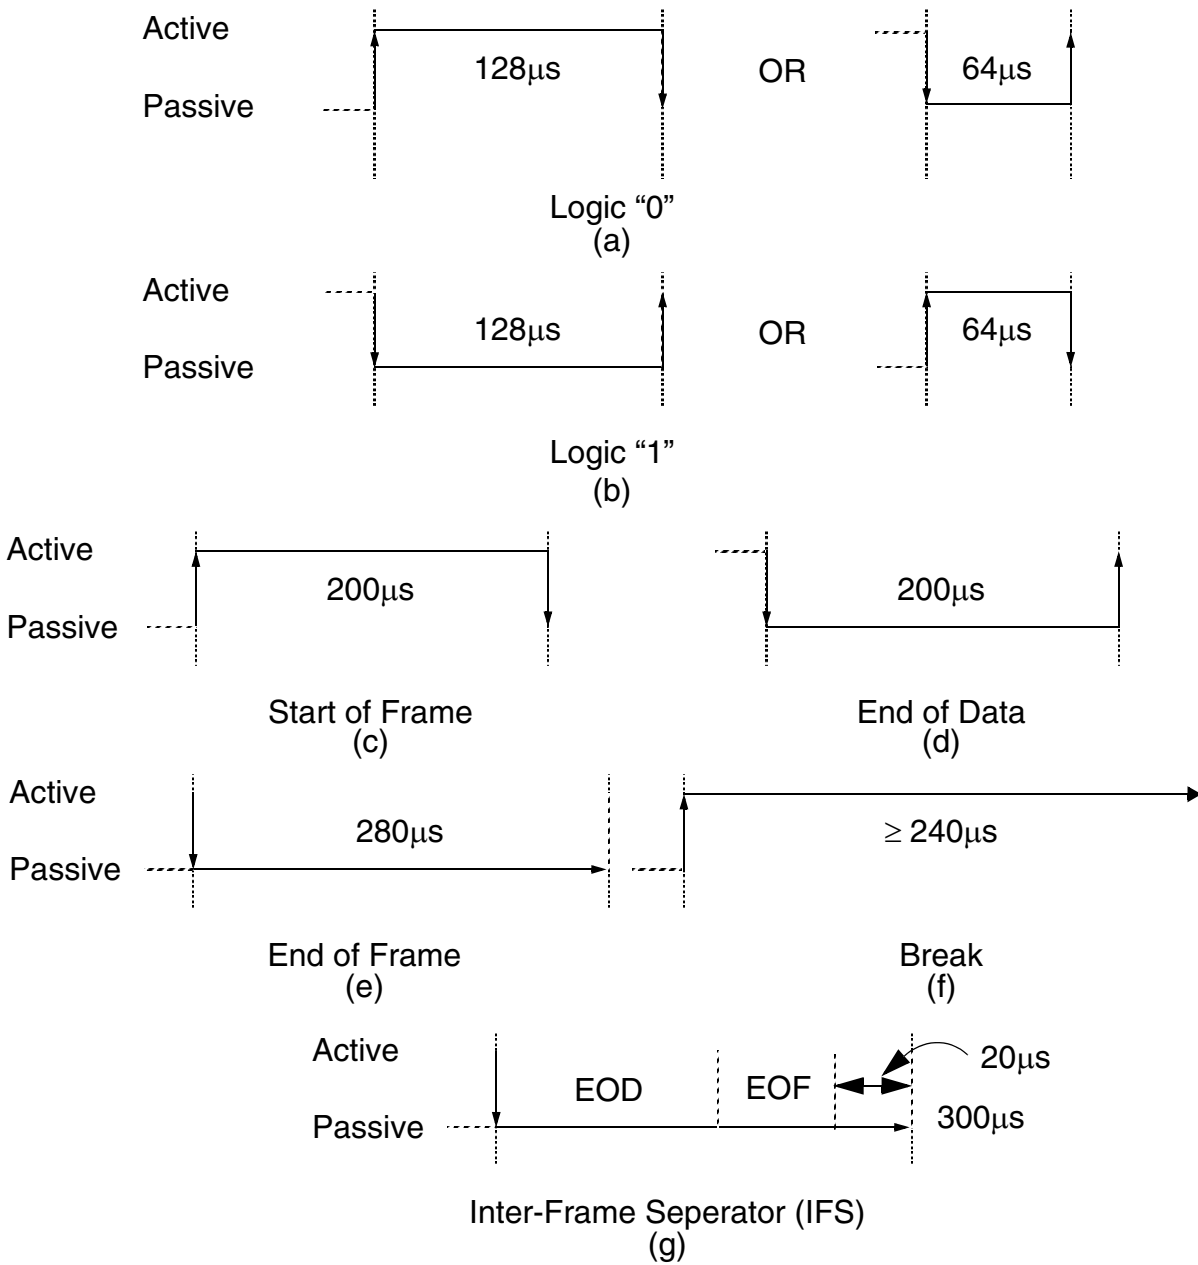 Active
128μs
OR
64μs
Passive
Logic “0”
(a)
Active
128μs
OR
64μs
Passive
Logic “1”
(b)
Active
200μs
200μs
Passive
Start of Frame
(c)
End of Data
(d)
Active
280μs
≥ 240μs
Passive
End of Frame
(e)
Break
(f)
Active
20μs
EOD
EOF
Passive
300μs
Inter-Frame Seperator (IFS)
(g)